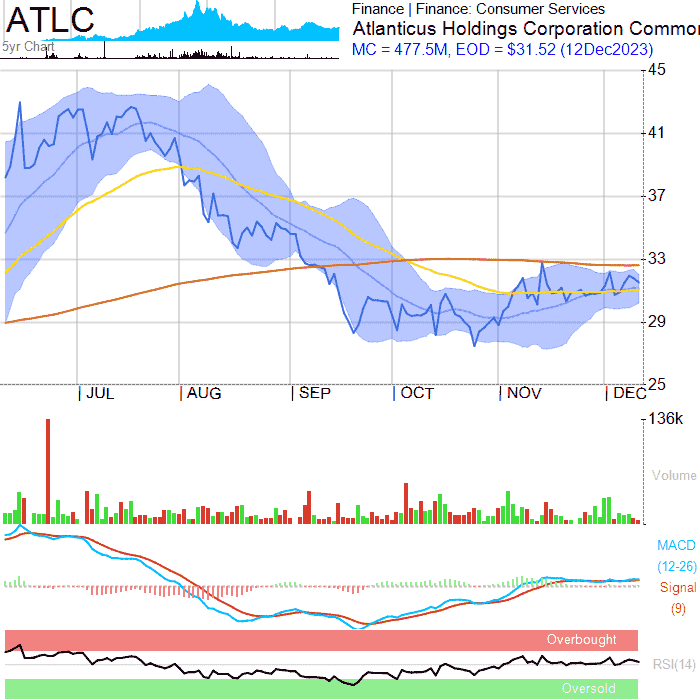 ATLC
5yr Chart
Finance | Finance: Consumer Services
Atlanticus Holdings Corporation Common
MC = 477.5M, EOD = $31.52 (12Dec2023)
45
41
37
33
29
25
JUL
AUG
SEP
OCT
NOV
DEC
136k
Volume
MACD
(12-26)
Signal
(9)
Overbought
RSI(14)
Oversold